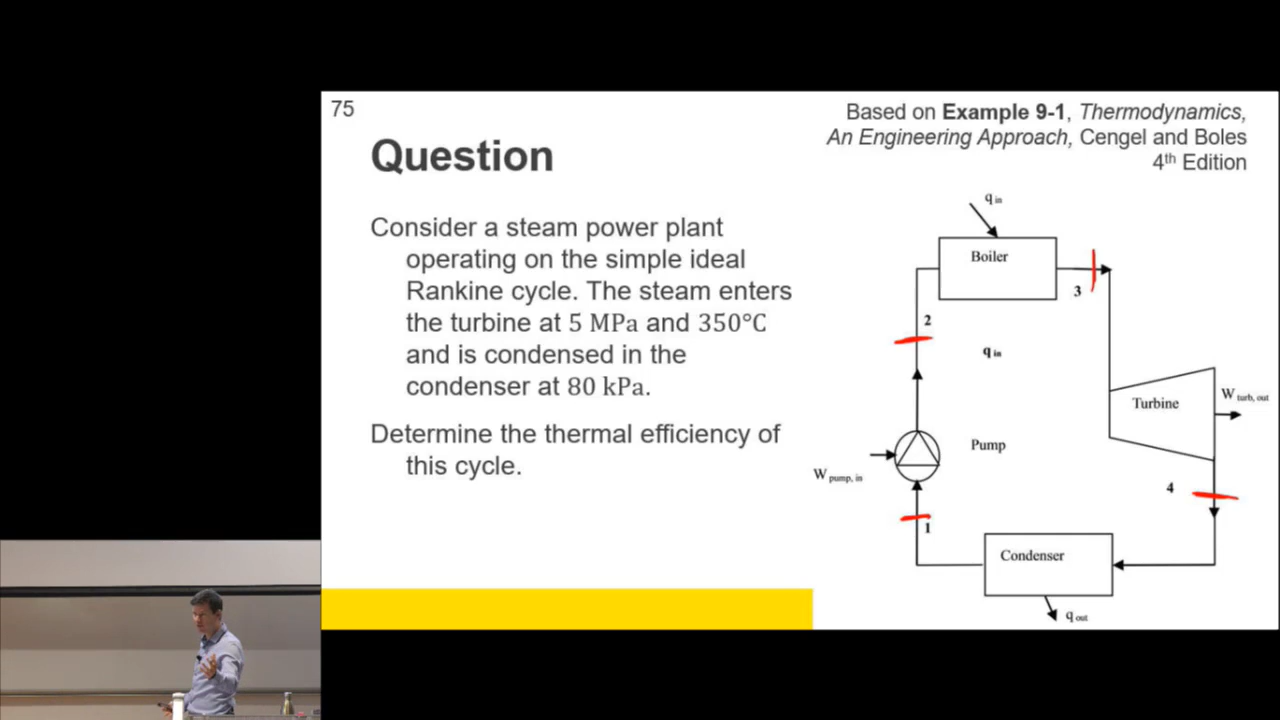 75
Based on Example 9-1, Thermodynamics,
An Engineering Approach, Cengel and Boles
4th Edition
Question
Consider a steam power plant
operating on the simple ideal
Rankine cycle. The steam enters
the turbine at 5 MPa and 350°C
and is condensed in the
condenser at 80 kPa.
Determine the thermal efficiency of
this cycle.
q in
Boiler
3
2
q in
Turbine
W turb, out
Pump
W pump, in
4
1
Condenser
q out